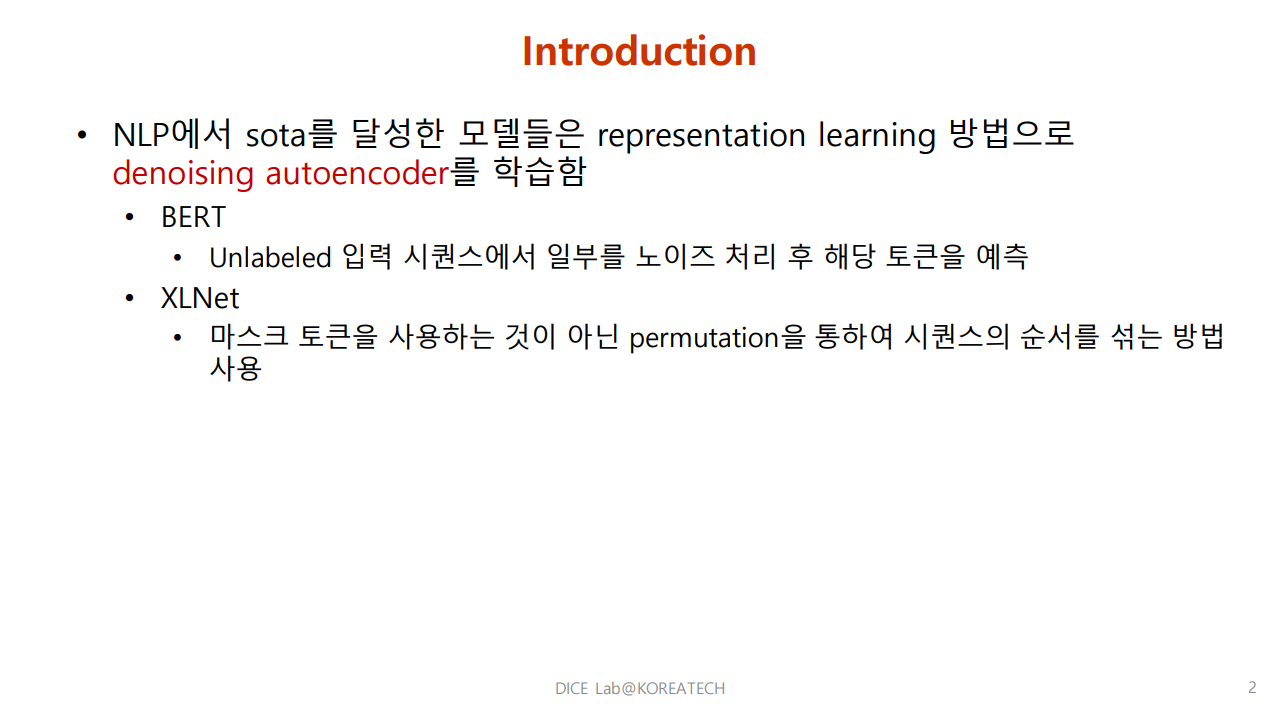 Introduction
• NLP에서 sota를 달성한 모델들은 representation learning 방법으로
denoising autoencoder를 학습함
• BERT
• Unlabeled 입력 시퀀스에서 일부를 노이즈 처리 후 해당 토큰을 예측
• XLNet
• 마스크 토큰을 사용하는 것이 아닌 permutation을 통하여 시퀀스의 순서를 섞는 방법
사용
DICE Lab@KOREATECH
2